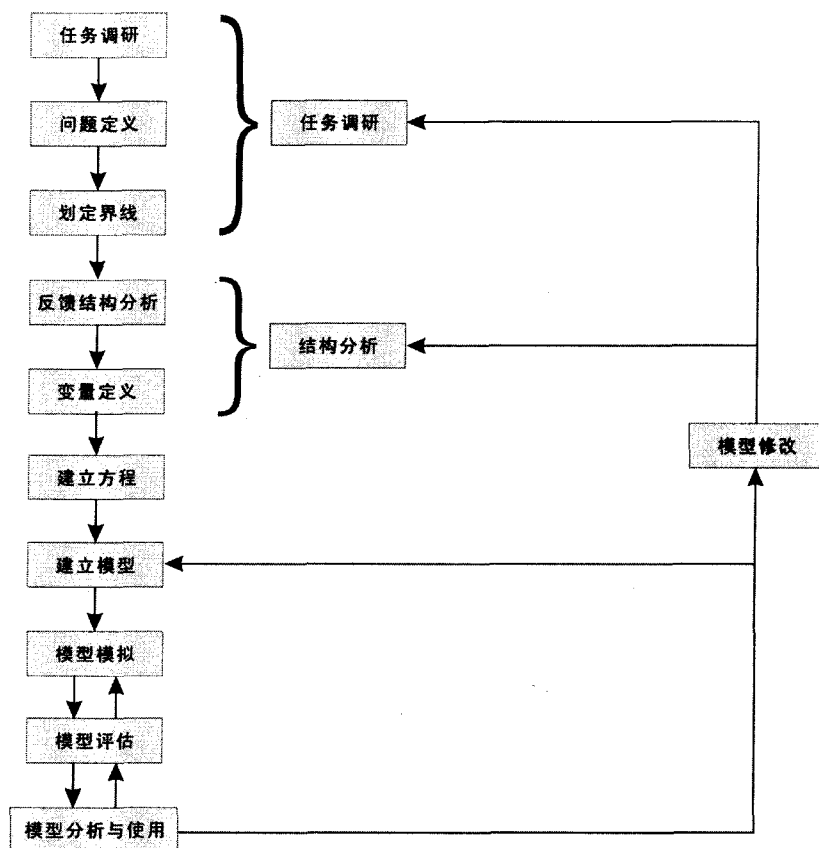 任务调研
问题定义
任务调研
划定界线
反馈结构分析
结构分析
变量定义
模型修改
建立方程
建立模型
模型模拟
模型评估
模型分析与使用